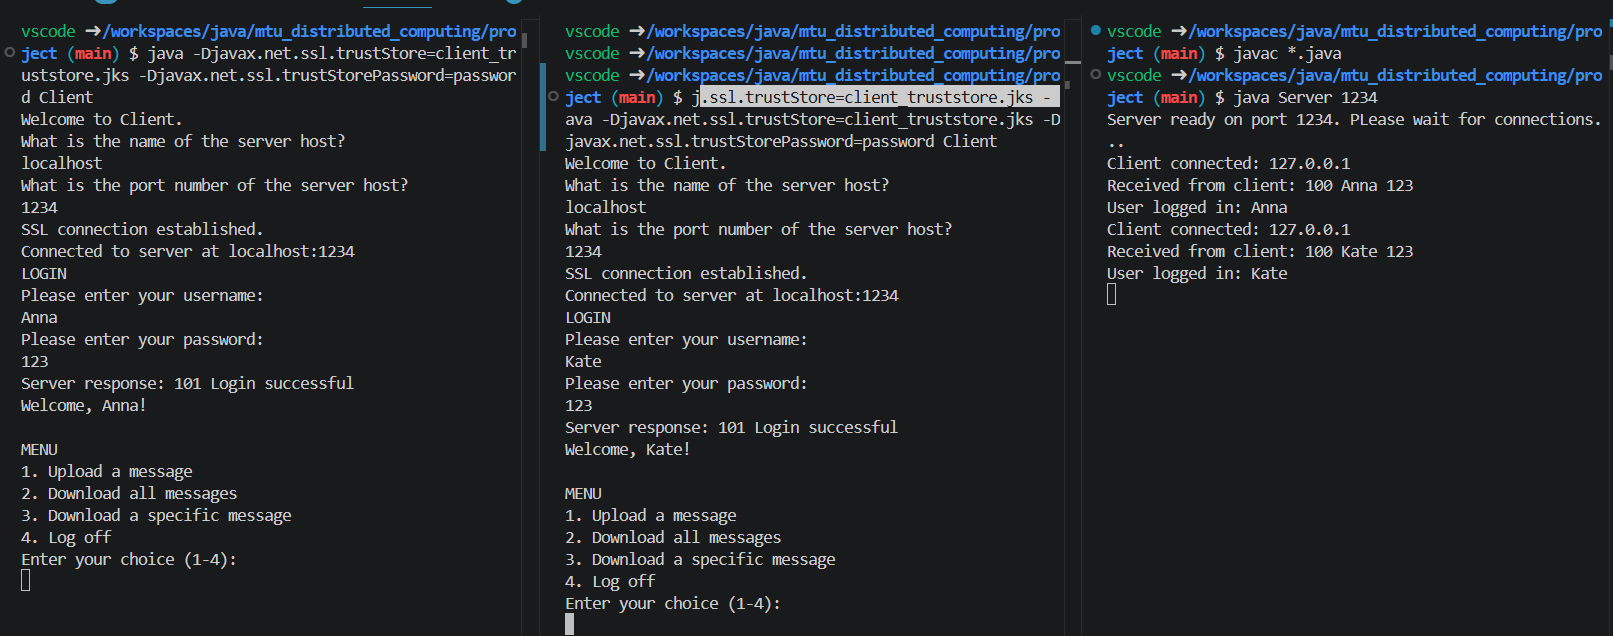 vscode ➜/workspaces/java/mtu_distributed_computing/pro
ject (main) $ java -Djavax.net.ssl.trustStore=client_tr
uststore.jks -Djavax.net.ssl.trustStorePassword=passwor
d Client
Welcome to Client.
What is the name of the server host?
localhost
What is the port number of the server host?
1234
SSL connection established.
Connected to server at localhost:1234
LOGIN
Please enter your username:
Anna
Please enter your password:
123
Server response: 101 Login successful
Welcome, Anna!
MENU
1. Upload a message
2. Download all messages
3. Download a specific message
4. Log off
Enter your choice (1-4):
vscode ➜/workspaces/java/mtu_distributed_computing/pro
vscode ➜/workspaces/java/mtu_distributed_computing/pro
vscode ➜/workspaces/java/mtu_distributed_computing/pro
ject (main) $ j.ssl.trustStore=client_truststore.jks -
ava -Djavax.net.ssl.trustStore=client_truststore.jks -D
javax.net.ssl.trustStorePassword=password Client
Welcome to Client.
What is the name of the server host?
localhost
What is the port number of the server host?
1234
SSL connection established.
Connected to server at localhost:1234
LOGIN
Please enter your username:
Kate
Please enter your password:
123
Server response: 101 Login successful
Welcome, Kate!
MENU
1. Upload a message
2. Download all messages
3. Download a specific message
4. Log off
Enter your choice (1-4):
vscode ➜/workspaces/java/mtu_distributed_computing/pro
ject (main) $ javac *.java
vscode ➜/workspaces/java/mtu_distributed_computing/pro
ject (main) $ java Server 1234
Server ready on port 1234. PLease wait for connections.
..
Client connected: 127.0.0.1
Received from client: 100 Anna 123
User logged in: Anna
Client connected: 127.0.0.1
Received from client: 100 Kate 123
User logged in: Kate